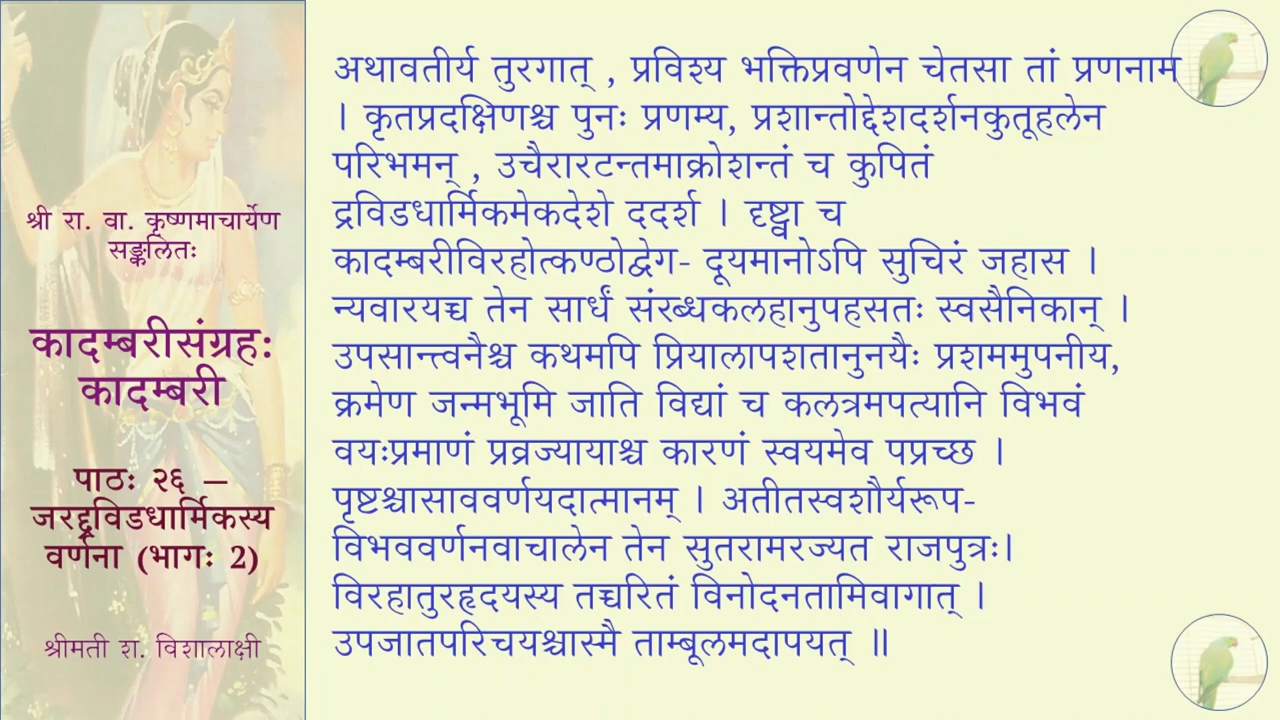 श्री रा. वा. कृष्णमाचार्येण
सङ्कलितः
कादम्बरीसंग्रहः
कादम्बरी
पाठः २६ –
जरद्द्रविडधार्मिकस्य
वर्णना (भागः 2)
श्रीमती श. विशालाक्षी
अथावतीर्य तुरगात् , प्रविश्य भक्तिप्रवणेन चेतसा तां प्रणनाम
। कृतप्रदक्षिणश्च पुनः प्रणम्य, प्रशान्तोद्देशदर्शनकुतूहलेन
परिभमन् , उचैरारटन्तमाक्रोशन्तं च कुपितं
द्रविडधार्मिकमेकदेशे ददर्श । दृष्ट्वा च
कादम्बरीविरहोत्कण्ठोद्वेग- दूयमानोऽपि सुचिरं जहास ।
न्यवारयच्च तेन सार्धं संरब्धकलहानुपहसतः स्वसैनिकान् ।
उपसान्त्वनैश्च कथमपि प्रियालापशतानुनयैः प्रशममुपनीय,
क्रमेण जन्मभूमि जाति विद्यां च कलत्रमपत्यानि विभवं
वयःप्रमाणं प्रव्रज्यायाश्च कारणं स्वयमेव पप्रच्छ ।
पृष्टश्चासाववर्णयदात्मानम् । अतीतस्वशौर्यरूप-
विभववर्णनवाचालेन तेन सुतरामरज्यत राजपुत्रः।
विरहातुरहृदयस्य तच्चरितं विनोदनतामिवागात् ।
उपजातपरिचयश्चास्मै ताम्बूलमदापयत् ॥